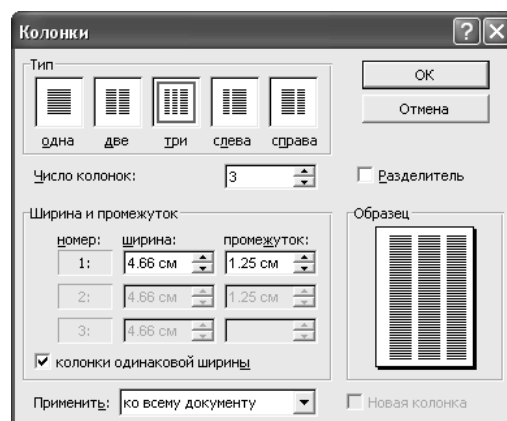 Колонки
Тип
ОК
Отмена
одна две три слева справа
Число колонок: 3 Разделитель
Ширина и промежуток Образец
номер: ширина: промежуток:
1: 4.66 см 1.25 см
2: 4.66 см 1.25 см
3: 4.66 см
колонки одинаковой ширины
Применить: ко всему документу Новая колонка